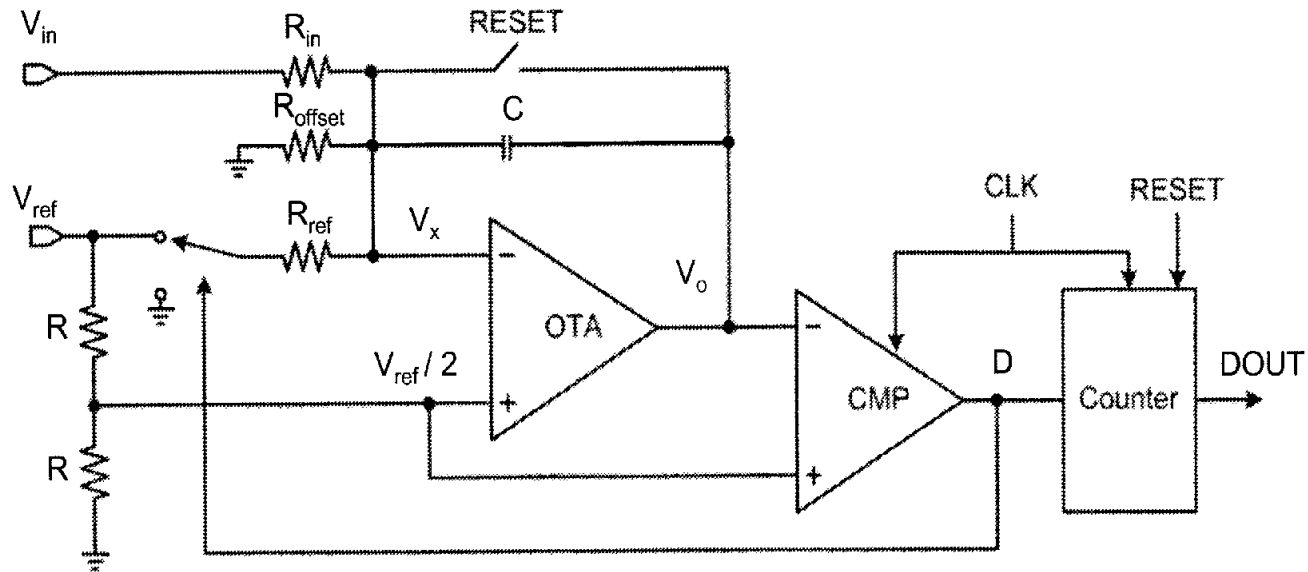 V_in
R_in
RESET
R_offset
C
V_ref
R_ref
V_x
CLK
RESET
-
V_o
R
OTA
-
V_ref / 2
D
DOUT
+
CMP
Counter
R
+